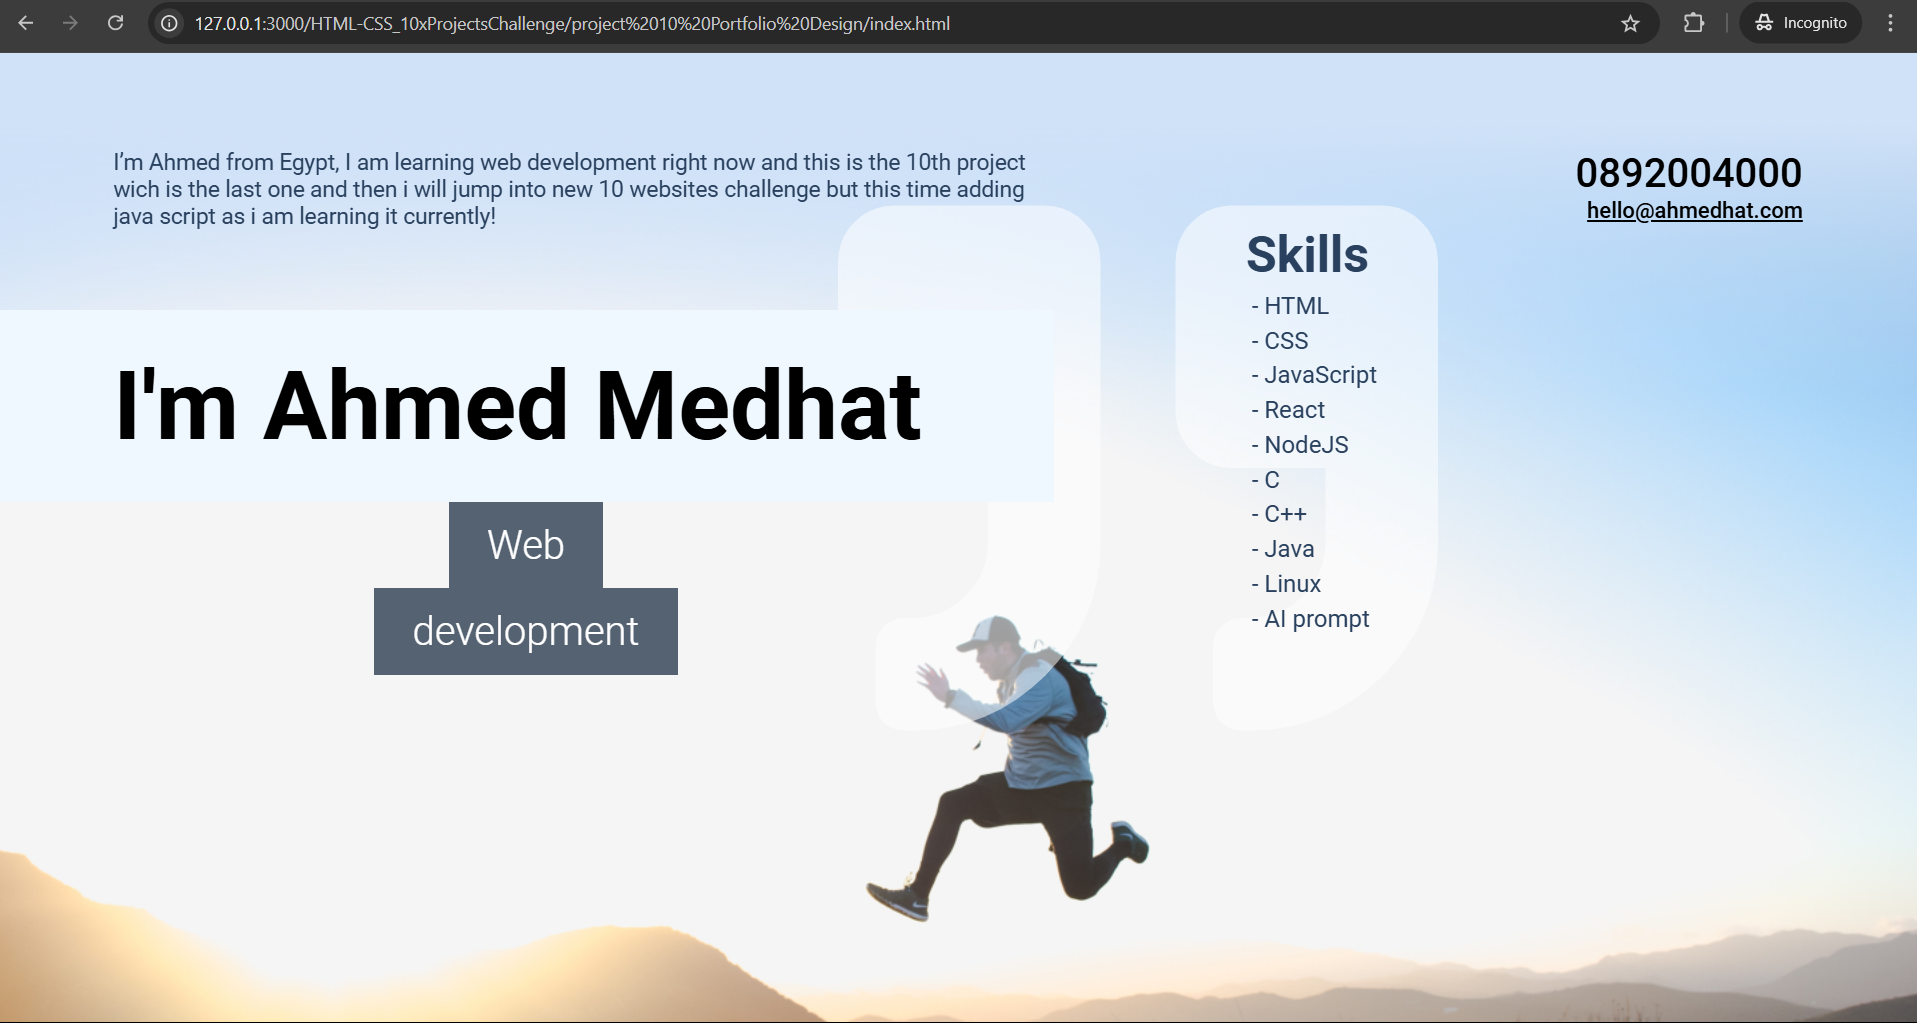 127.0.0.1:3000/HTML-CSS_10xProjectsChallenge/project%2010%20Portfolio%20Design/index.html
Incognito
I’m Ahmed from Egypt, I am learning web development right now and this is the 10th project
wich is the last one and then i will jump into new 10 websites challenge but this time adding
java script as i am learning it currently!
0892004000
hello@ahmedhat.com
I'm Ahmed Medhat
Web
development
Skills
- HTML
- CSS
- JavaScript
- React
- NodeJS
- C
- C++
- Java
- Linux
- AI prompt